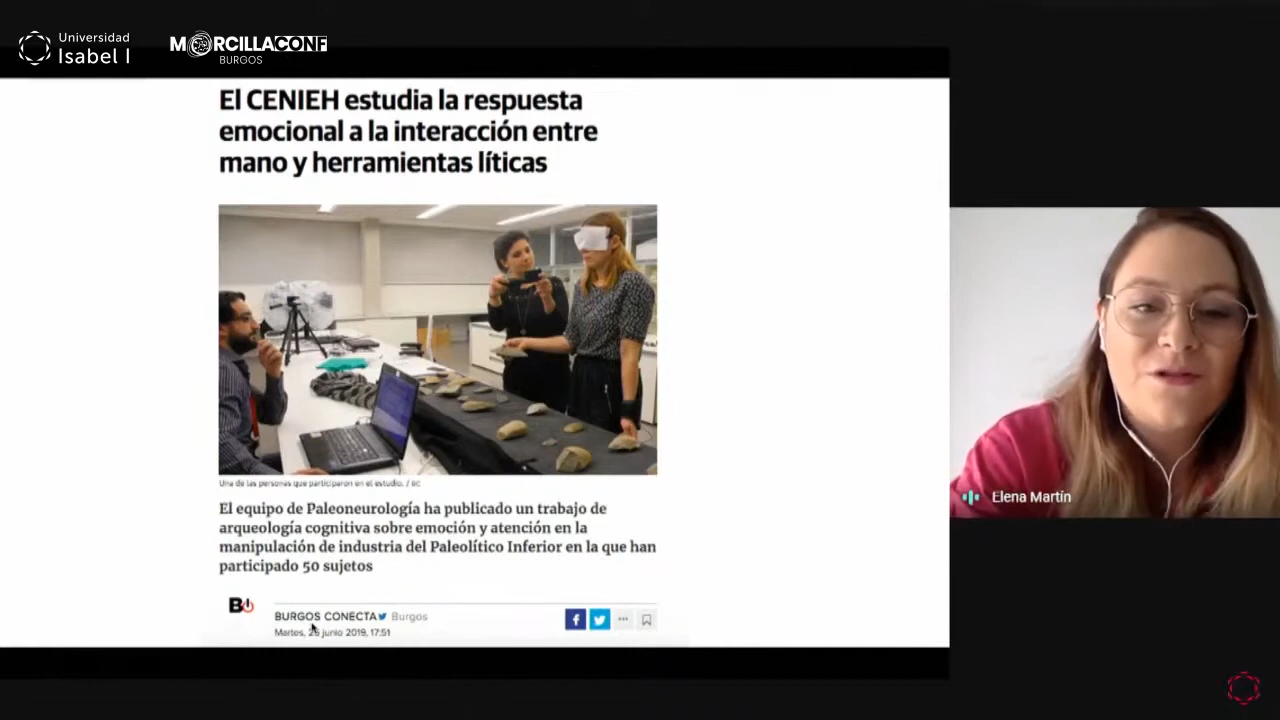 Universidad
Isabel I
MORCILLACONF
BURGOS
El CENIEH estudia la respuesta
emocional a la interacción entre
mano y herramientas líticas
Una de las personas que participaron en el estudio. / BC
El equipo de Paleoneurología ha publicado un trabajo de
arqueología cognitiva sobre emoción y atención en la
manipulación de industria del Paleolítico Inferior en la que han
participado 50 sujetos
BURGOS CONECTA Burgos
Martes, junio 2019, 17:51
Elena Martín